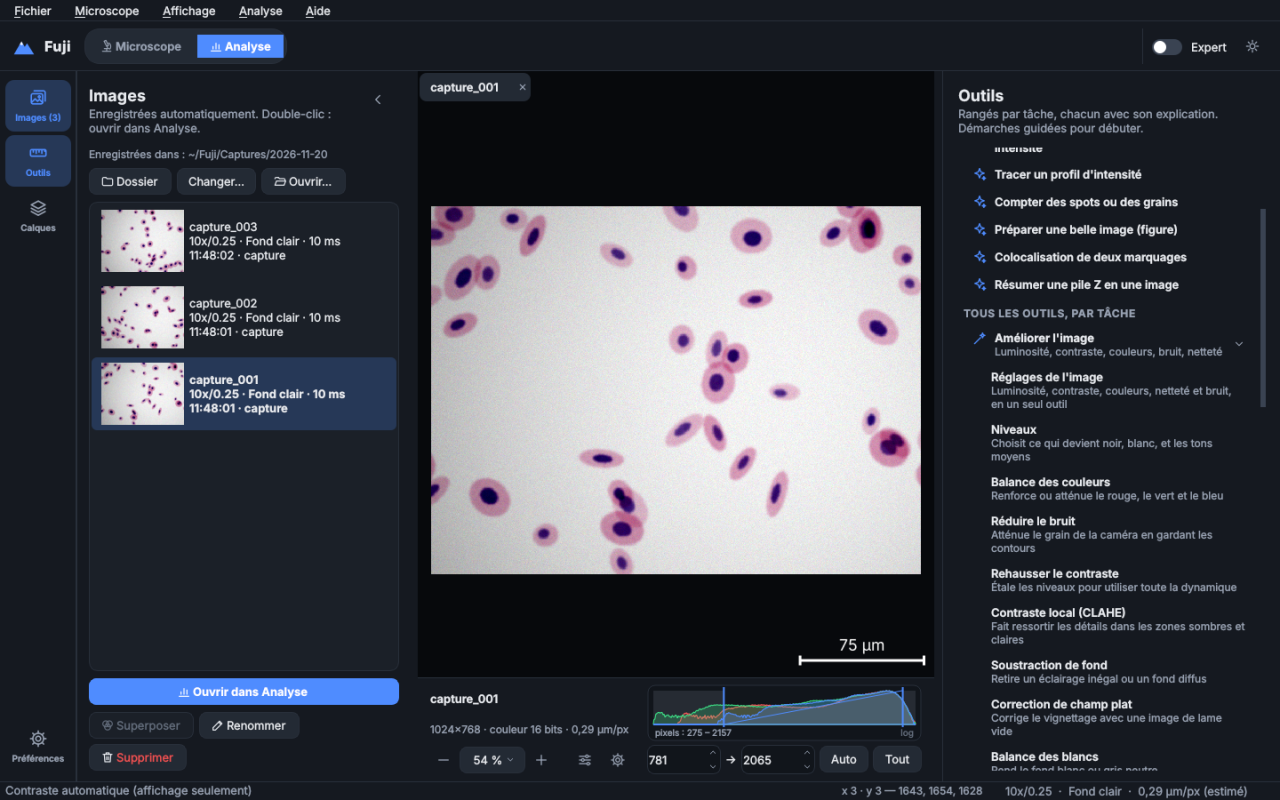 Fichier Microscope Affichage Analyse Aide
Fuji Microscope Analyse
Expert
Images (3)
Outils
Calques
Préférences
Images
Enregistrées automatiquement. Double-clic :
ouvrir dans Analyse.
Enregistrées dans : ~/Fuji/Captures/2026-11-20
Dossier Changer... Ouvrir...
capture_003
10x/0.25 · Fond clair · 10 ms
11:48:02 · capture
capture_002
10x/0.25 · Fond clair · 10 ms
11:48:01 · capture
capture_001
10x/0.25 · Fond clair · 10 ms
11:48:01 · capture
Ouvrir dans Analyse
Superposer Renommer
Supprimer
capture_001 ×
75 µm
capture_001
1024×768 · couleur 16 bits · 0,29 µm/px
pixels : 275 – 2157 log
54 % 781 → 2065 Auto Tout
Outils
Rangés par tâche, chacun avec son explication.
Démarches guidées pour débuter.
intensité
Tracer un profil d'intensité
Compter des spots ou des grains
Préparer une belle image (figure)
Colocalisation de deux marquages
Résumer une pile Z en une image
TOUS LES OUTILS, PAR TÂCHE
Améliorer l'image
Luminosité, contraste, couleurs, bruit, netteté
Réglages de l'image
Luminosité, contraste, couleurs, netteté et bruit,
en un seul outil
Niveaux
Choisit ce qui devient noir, blanc, et les tons
moyens
Balance des couleurs
Renforce ou atténue le rouge, le vert et le bleu
Réduire le bruit
Atténue le grain de la caméra en gardant les
contours
Rehausser le contraste
Étale les niveaux pour utiliser toute la dynamique
Contraste local (CLAHE)
Fait ressortir les détails dans les zones sombres et
claires
Soustraction de fond
Retire un éclairage inégal ou un fond diffus
Correction de champ plat
Corrige le vignettage avec une image de lame
vide
Balance des blancs
Rend le fond blanc ou gris neutre
Contraste automatique (affichage seulement)
x 3 · y 3 — 1643, 1654, 1628
10x/0.25 · Fond clair · 0,29 µm/px (estimé)